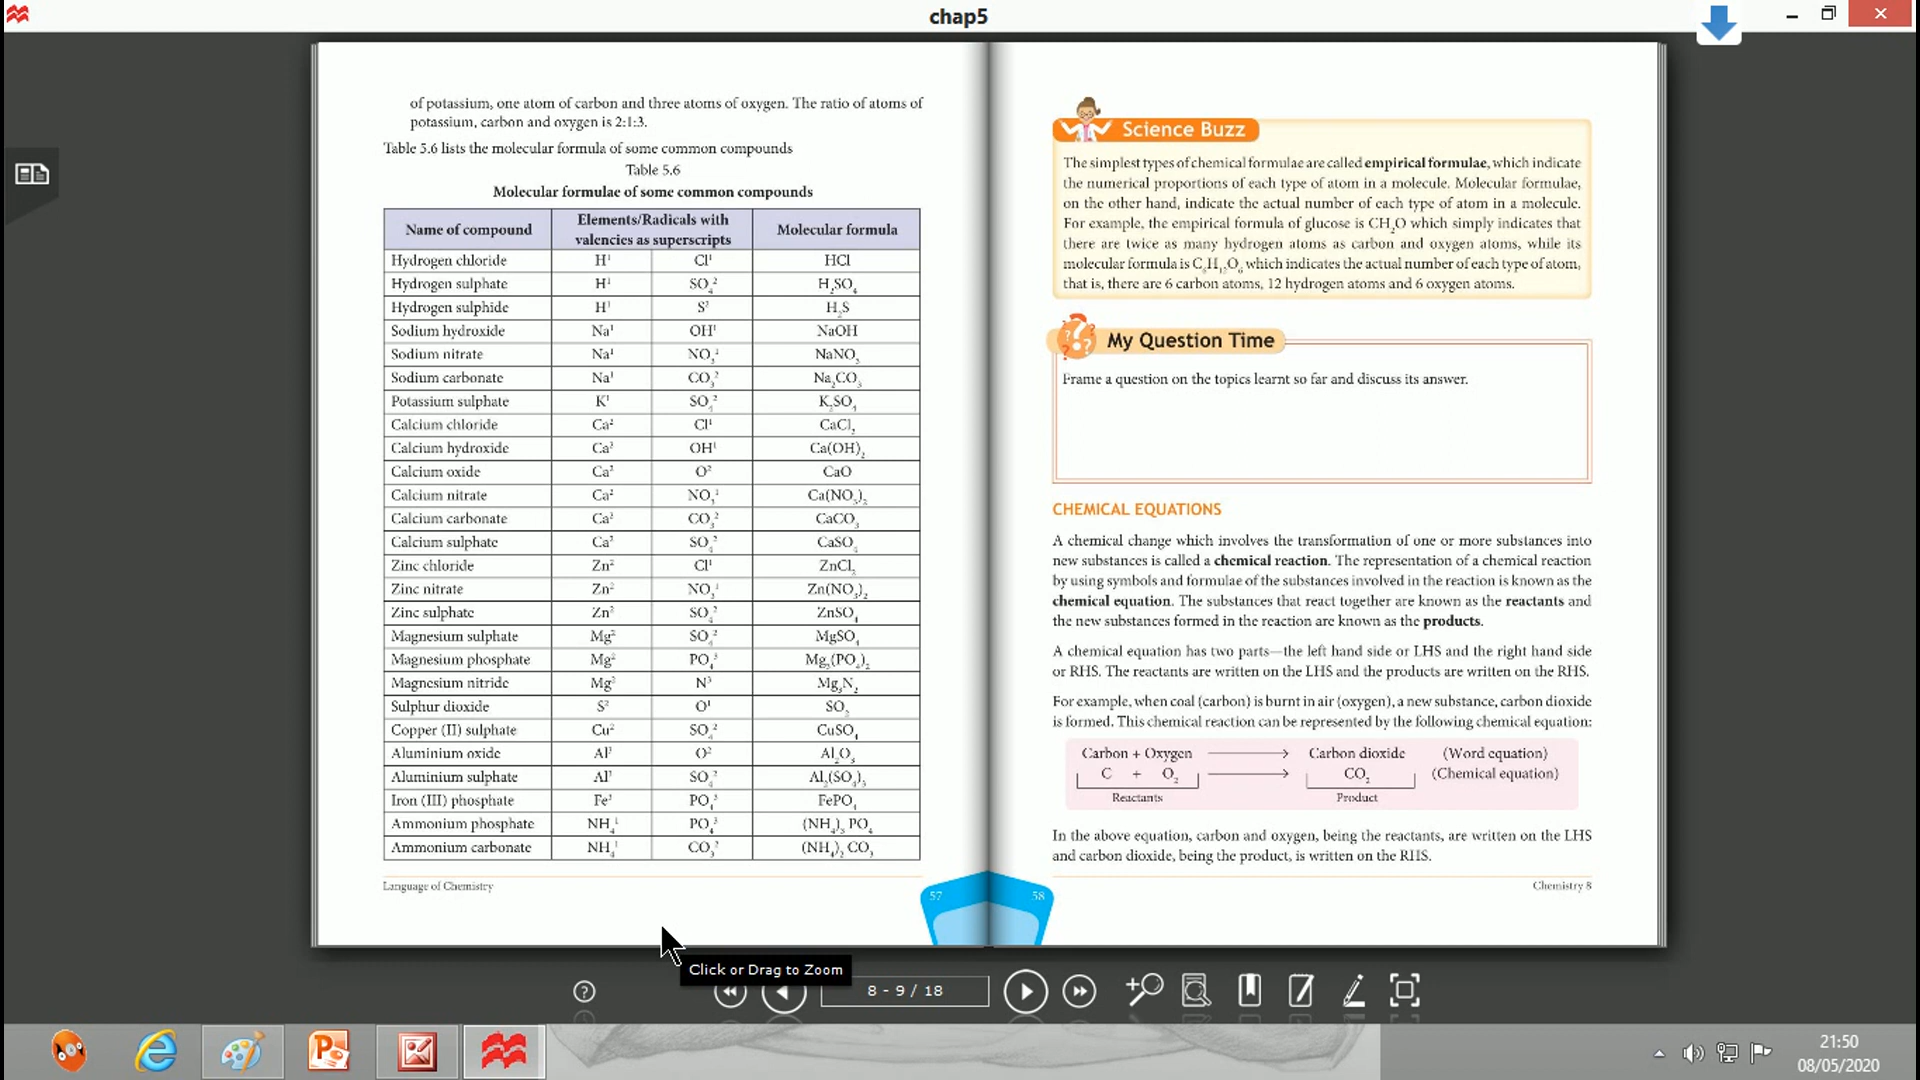 chap5
of potassium, one atom of carbon and three atoms of oxygen. The ratio of atoms of
potassium, carbon and oxygen is 2:1:3.
Table 5.6 lists the molecular formula of some common compounds
Table 5.6
Molecular formulae of some common compounds
Name of compound Elements/Radicals with valencies as superscripts Molecular formula
Hydrogen chloride H¹ Cl¹ HCl
Hydrogen sulphate H¹ SO₄² H₂SO₄
Hydrogen sulphide H¹ S² H₂S
Sodium hydroxide Na¹ OH¹ NaOH
Sodium nitrate Na¹ NO₃¹ NaNO₃
Sodium carbonate Na¹ CO₃² Na₂CO₃
Potassium sulphate K¹ SO₄² K₂SO₄
Calcium chloride Ca² Cl¹ CaCl₂
Calcium hydroxide Ca² OH¹ Ca(OH)₂
Calcium oxide Ca² O² CaO
Calcium nitrate Ca² NO₃¹ Ca(NO₃)₂
Calcium carbonate Ca² CO₃² CaCO₃
Calcium sulphate Ca² SO₄² CaSO₄
Zinc chloride Zn² Cl¹ ZnCl₂
Zinc nitrate Zn² NO₃¹ Zn(NO₃)₂
Zinc sulphate Zn² SO₄² ZnSO₄
Magnesium sulphate Mg² SO₄² MgSO₄
Magnesium phosphate Mg² PO₄³ Mg₃(PO₄)₂
Magnesium nitride Mg² N³ Mg₃N₂
Sulphur dioxide S² O¹ SO₂
Copper (II) sulphate Cu² SO₄² CuSO₄
Aluminium oxide Al³ O² Al₂O₃
Aluminium sulphate Al³ SO₄² Al₂(SO₄)₃
Iron (III) phosphate Fe³ PO₄³ FePO₄
Ammonium phosphate NH₄¹ PO₄³ (NH₄)₃ PO₄
Ammonium carbonate NH₄¹ CO₃² (NH₄)₂ CO₃
Language of Chemistry
57
Science Buzz
The simplest types of chemical formulae are called empirical formulae, which indicate
the numerical proportions of each type of atom in a molecule. Molecular formulae,
on the other hand, indicate the actual number of each type of atom in a molecule.
For example, the empirical formula of glucose is CH₂O which simply indicates that
there are twice as many hydrogen atoms as carbon and oxygen atoms, while its
molecular formula is C₆H₁₂O₆ which indicates the actual number of each type of atom,
that is, there are 6 carbon atoms, 12 hydrogen atoms and 6 oxygen atoms.
My Question Time
Frame a question on the topics learnt so far and discuss its answer.
CHEMICAL EQUATIONS
A chemical change which involves the transformation of one or more substances into
new substances is called a chemical reaction. The representation of a chemical reaction
by using symbols and formulae of the substances involved in the reaction is known as the
chemical equation. The substances that react together are known as the reactants and
the new substances formed in the reaction are known as the products.
A chemical equation has two parts—the left hand side or LHS and the right hand side
or RHS. The reactants are written on the LHS and the products are written on the RHS.
For example, when coal (carbon) is burnt in air (oxygen), a new substance, carbon dioxide
is formed. This chemical reaction can be represented by the following chemical equation:
Carbon + Oxygen ⟶ Carbon dioxide (Word equation)
C + O₂ ⟶ CO₂ (Chemical equation)
Reactants Product
In the above equation, carbon and oxygen, being the reactants, are written on the LHS
and carbon dioxide, being the product, is written on the RHS.
58
Chemistry 8
Click or Drag to Zoom
8 - 9 / 18
21:50
08/05/2020